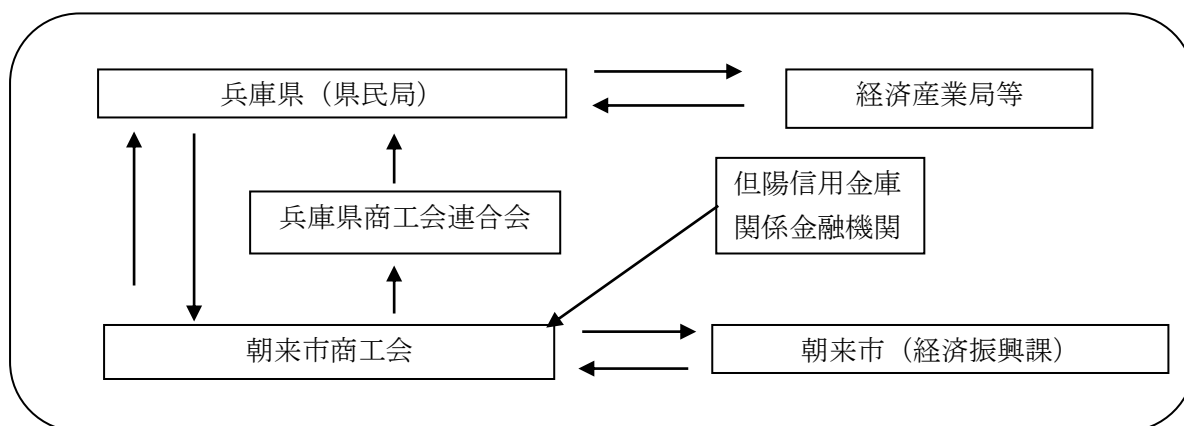 兵庫県（県民局）
経済産業局等
兵庫県商工会連合会
但陽信用金庫
関係金融機関
朝来市商工会
朝来市（経済振興課）